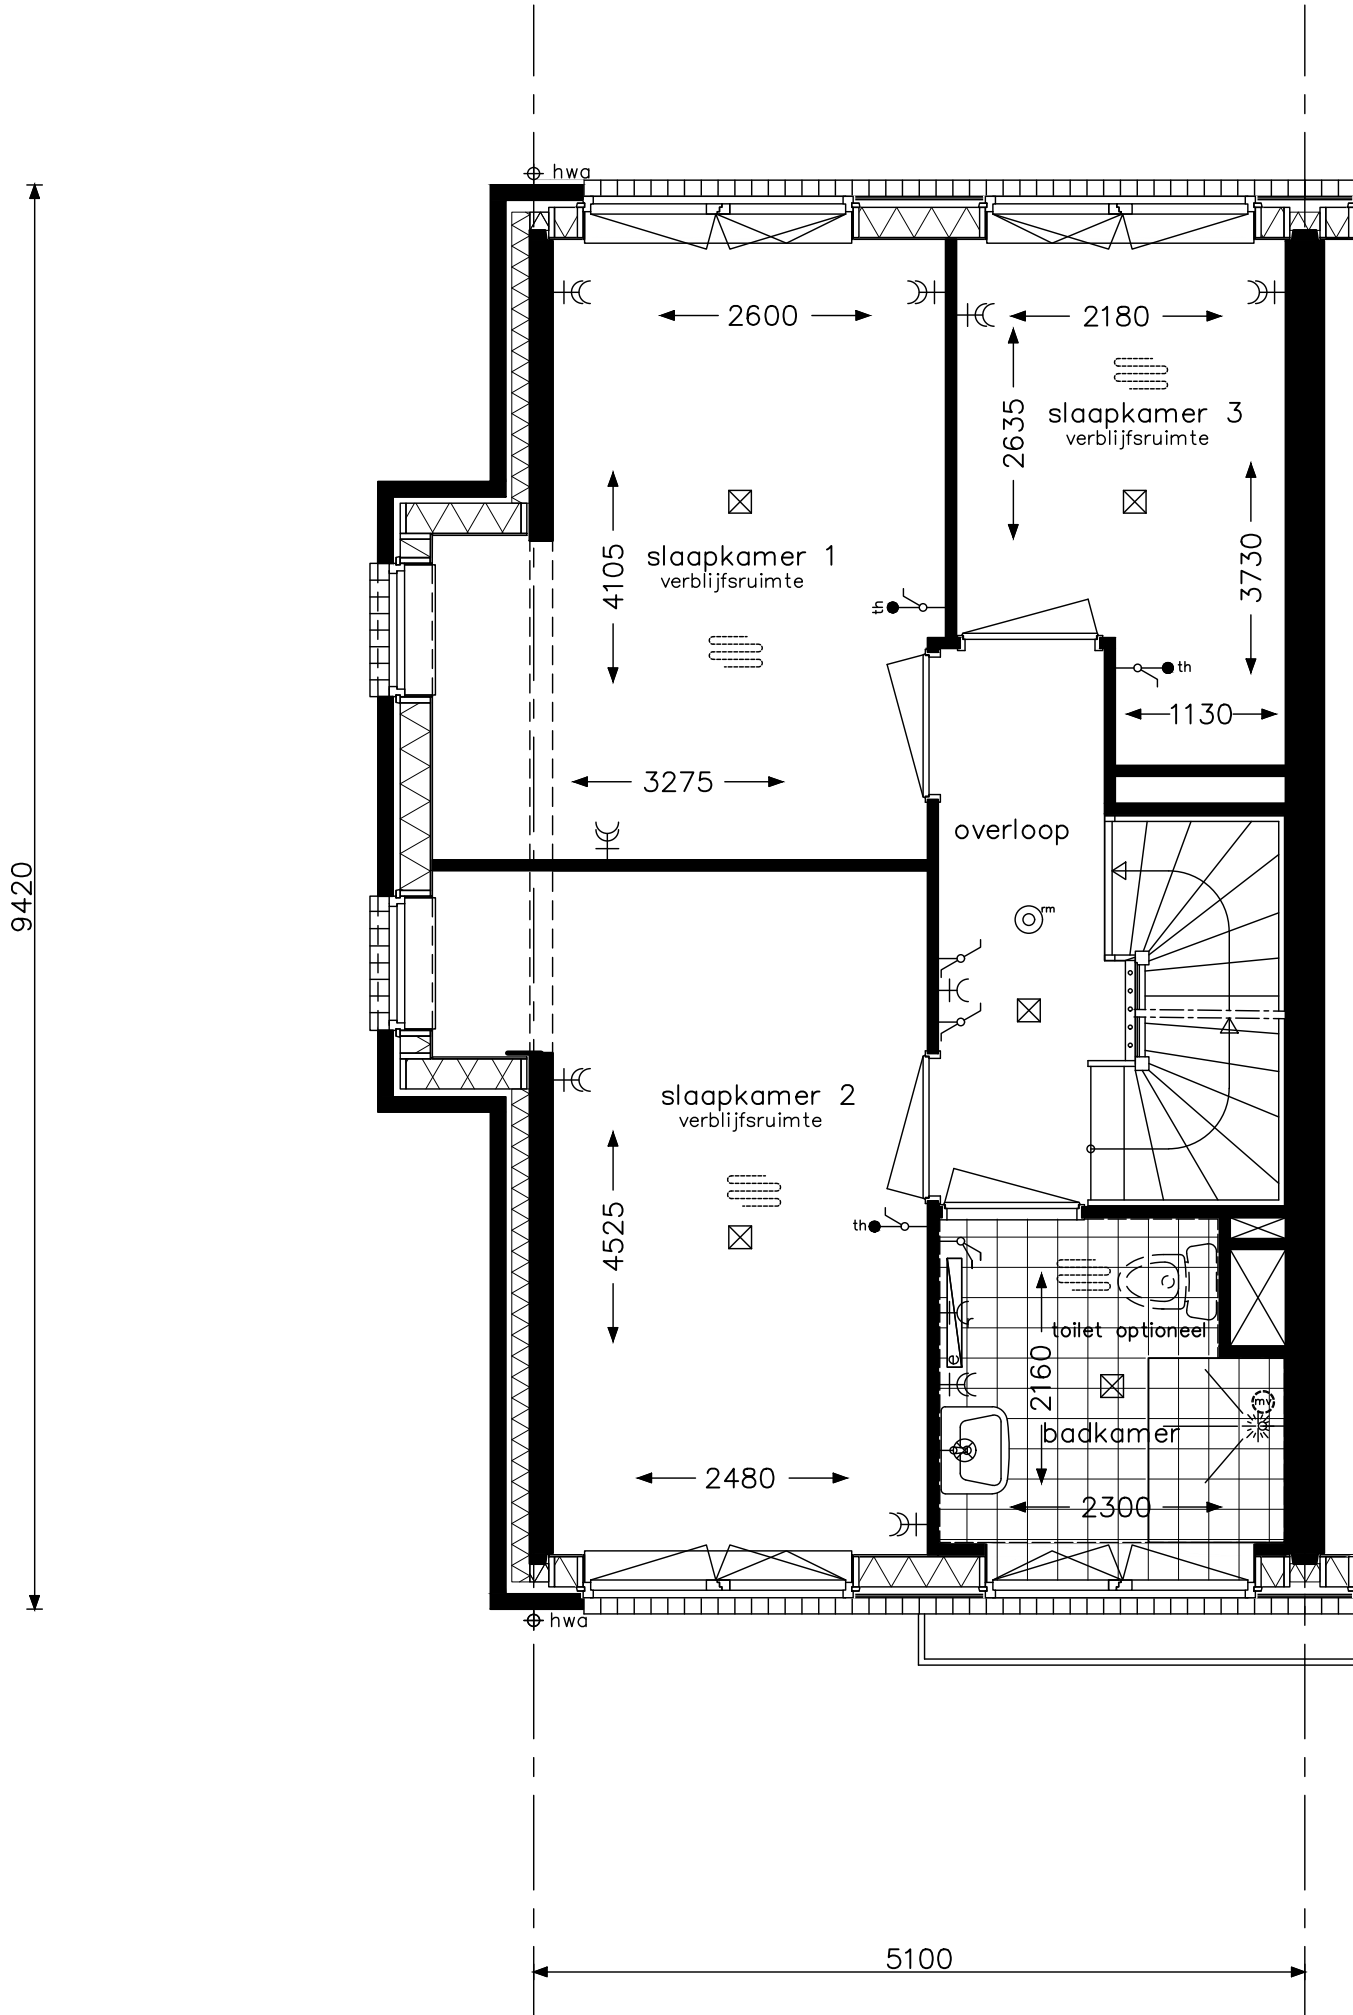 hwa
2600
2180
2635
slaapkamer 3
verblijfsruimte
4105
slaapkamer 1
verblijfsruimte
3730
th
th
1130
3275
overloop
9420
rm
slaapkamer 2
verblijfsruimte
4525
th
toilet optioneel
2160
e
r
mv
badkamer
2480
2300
hwa
5100